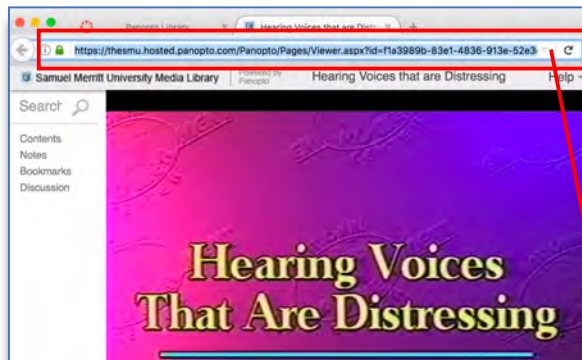 Panopto Library
Hearing Voices that are Distr
https://thesmu.hosted.panopto.com/Panopto/Pages/Viewer.aspx?id=f1a3989b-83e1-4836-913e-52e3
Samuel Merritt University Media Library
Powered by
Panopto
Hearing Voices that are Distressing
Help
Search
Contents
Notes
Bookmarks
Discussion
Hearing Voices
That Are Distressing